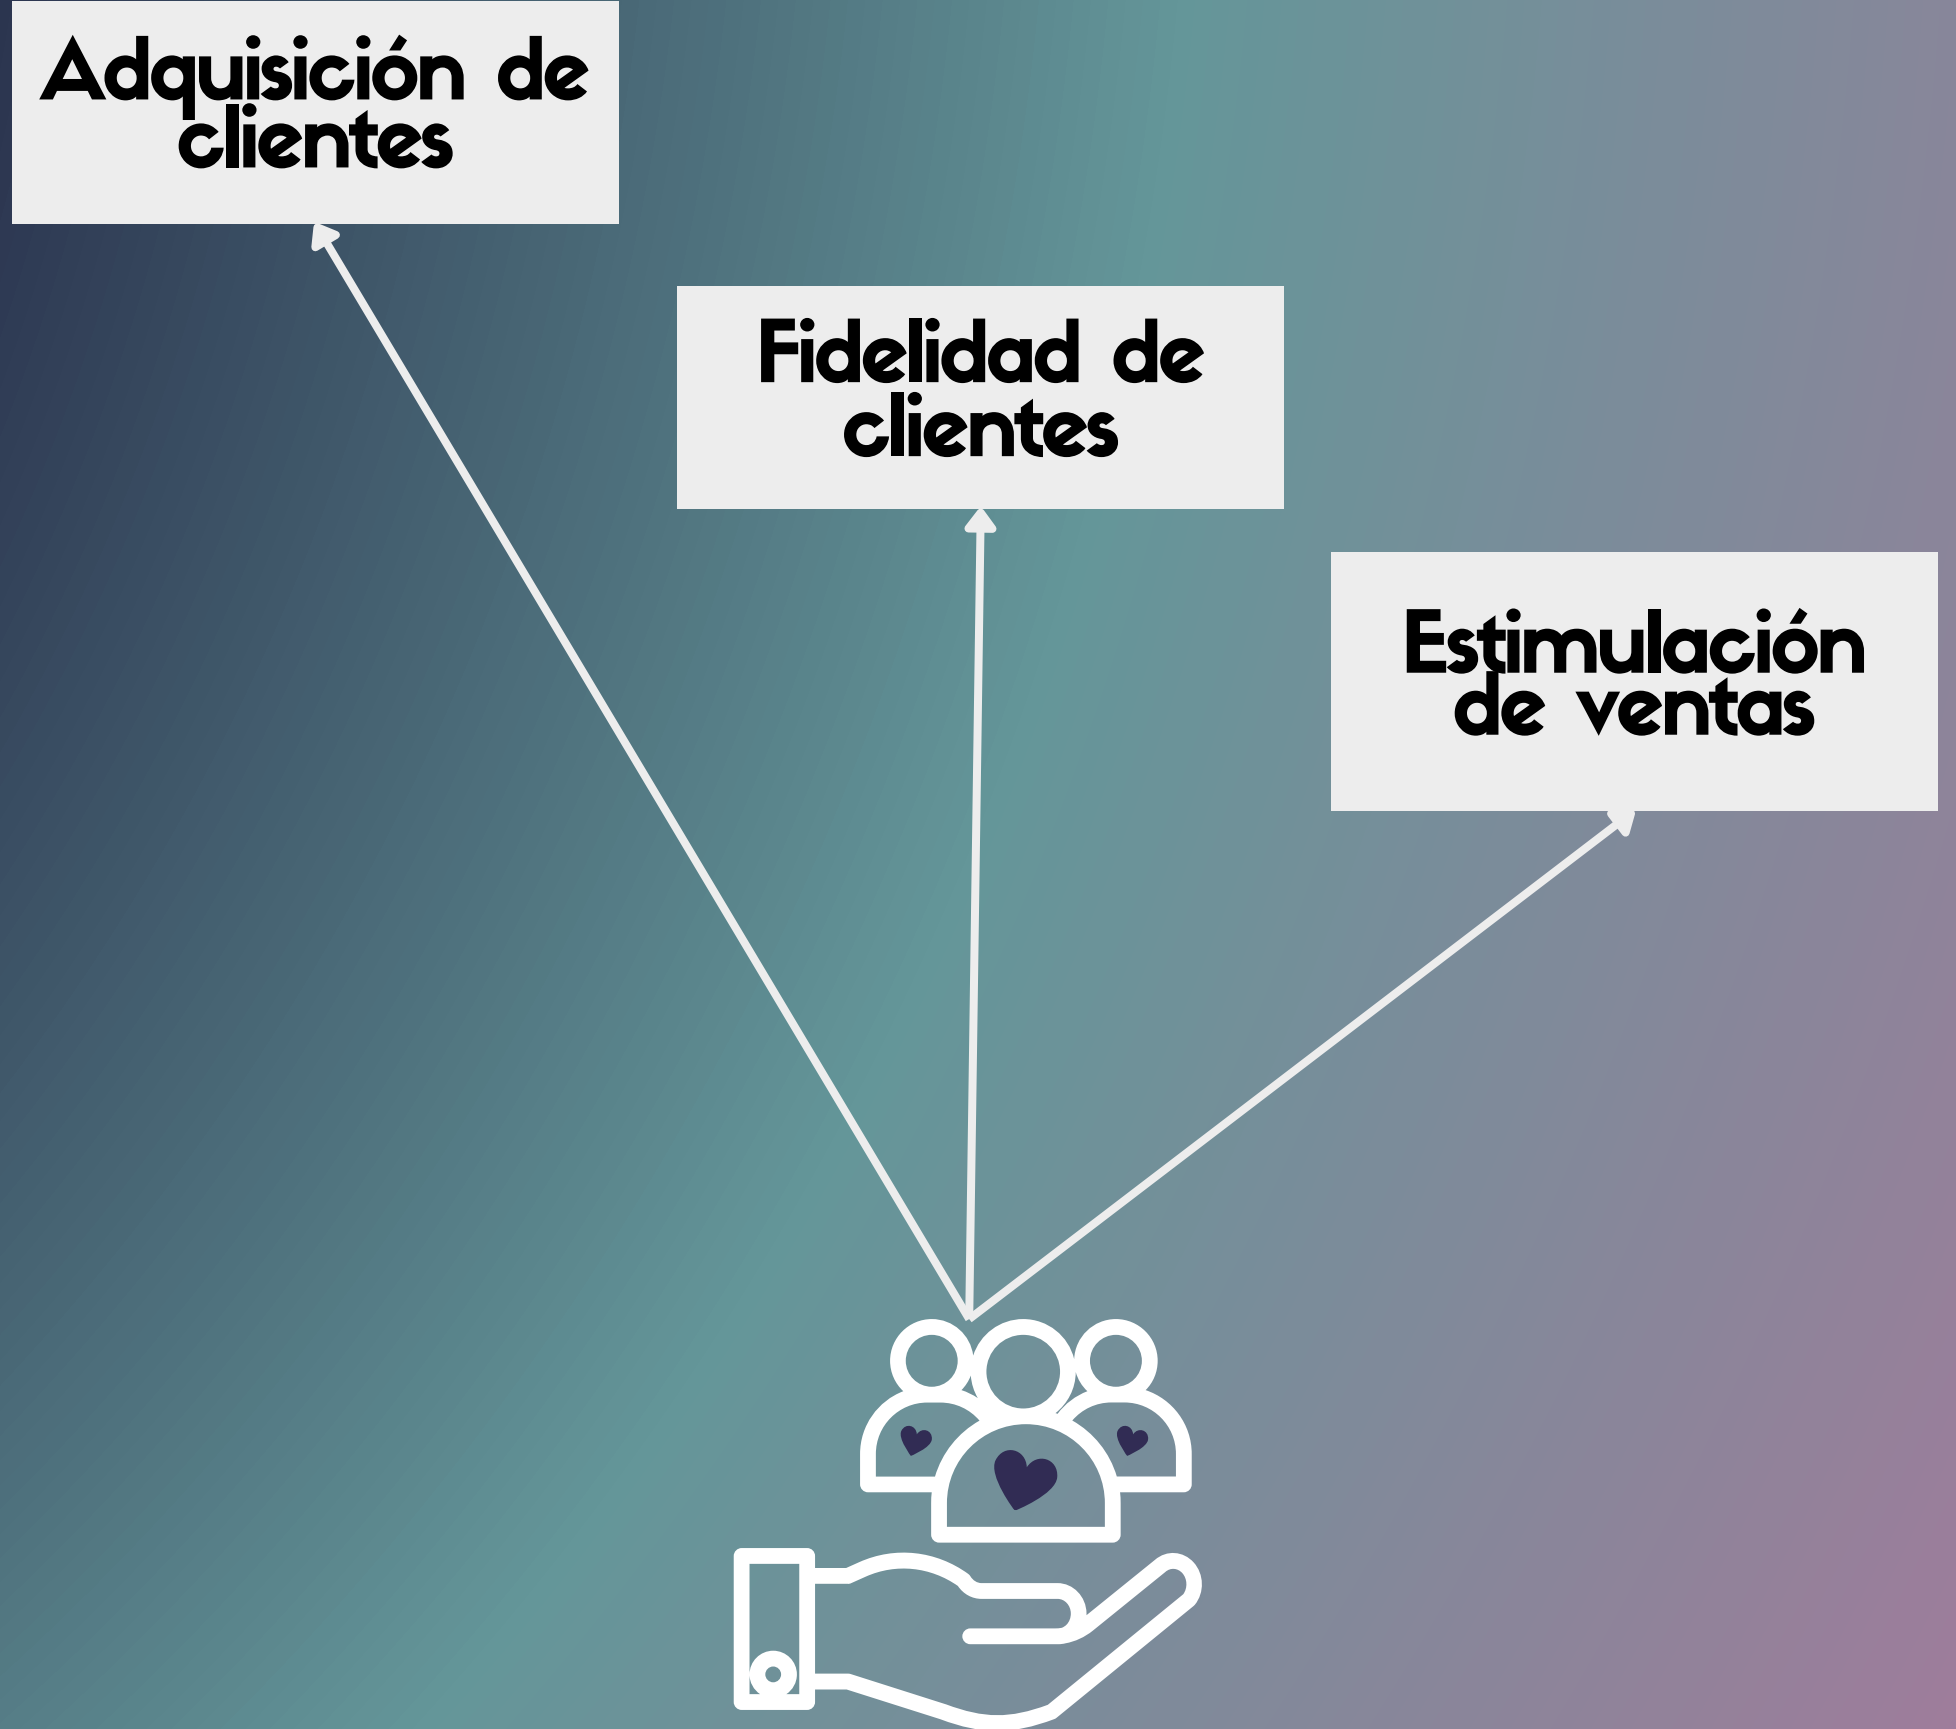 Adquisición de
clientes
Fidelidad de
clientes
Estimulación
de ventas